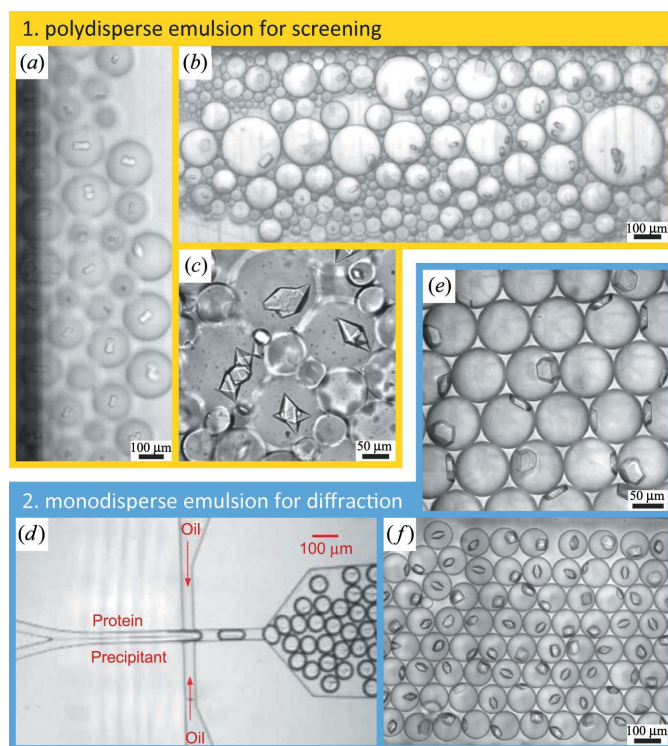 1. polydisperse emulsion for screening
(a)
(b)
100 µm
(c)
(e)
100 µm
50 µm
50 µm
2. monodisperse emulsion for diffraction
(d)
Oil
100 µm
(f)
Protein
Precipitant
Oil
100 µm